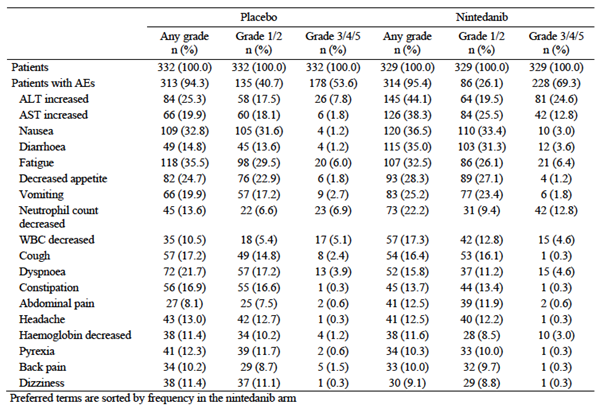 Placebo Nintedanib
Any grade Grade 1/2 Grade 3/4/5 Any grade Grade 1/2 Grade 3/4/5
n (%) n (%) n (%) n (%) n (%) n (%)
Patients 332 (100.0) 332 (100.0) 332 (100.0) 329 (100.0) 329 (100.0) 329 (100.0)
Patients with AEs 313 (94.3) 135 (40.7) 178 (53.6) 314 (95.4) 86 (26.1) 228 (69.3)
ALT increased 84 (25.3) 58 (17.5) 26 (7.8) 145 (44.1) 64 (19.5) 81 (24.6)
AST increased 66 (19.9) 60 (18.1) 6 (1.8) 126 (38.3) 84 (25.5) 42 (12.8)
Nausea 109 (32.8) 105 (31.6) 4 (1.2) 120 (36.5) 110 (33.4) 10 (3.0)
Diarrhoea 49 (14.8) 45 (13.6) 4 (1.2) 115 (35.0) 103 (31.3) 12 (3.6)
Fatigue 118 (35.5) 98 (29.5) 20 (6.0) 107 (32.5) 86 (26.1) 21 (6.4)
Decreased appetite 82 (24.7) 76 (22.9) 6 (1.8) 93 (28.3) 89 (27.1) 4 (1.2)
Vomiting 66 (19.9) 57 (17.2) 9 (2.7) 83 (25.2) 77 (23.4) 6 (1.8)
Neutrophil count 45 (13.6) 22 (6.6) 23 (6.9) 73 (22.2) 31 (9.4) 42 (12.8)
decreased
WBC decreased 35 (10.5) 18 (5.4) 17 (5.1) 57 (17.3) 42 (12.8) 15 (4.6)
Cough 57 (17.2) 49 (14.8) 8 (2.4) 54 (16.4) 53 (16.1) 1 (0.3)
Dyspnoea 72 (21.7) 57 (17.2) 13 (3.9) 52 (15.8) 37 (11.2) 15 (4.6)
Constipation 56 (16.9) 55 (16.6) 1 (0.3) 45 (13.7) 44 (13.4) 1 (0.3)
Abdominal pain 27 (8.1) 25 (7.5) 2 (0.6) 41 (12.5) 39 (11.9) 2 (0.6)
Headache 43 (13.0) 42 (12.7) 1 (0.3) 41 (12.5) 40 (12.2) 1 (0.3)
Haemoglobin decreased 38 (11.4) 34 (10.2) 4 (1.2) 38 (11.6) 28 (8.5) 10 (3.0)
Pyrexia 41 (12.3) 39 (11.7) 2 (0.6) 34 (10.3) 33 (10.0) 1 (0.3)
Back pain 34 (10.2) 29 (8.7) 5 (1.5) 33 (10.0) 32 (9.7) 1 (0.3)
Dizziness 38 (11.4) 37 (11.1) 1 (0.3) 30 (9.1) 29 (8.8) 1 (0.3)
Preferred terms are sorted by frequency in the nintedanib arm